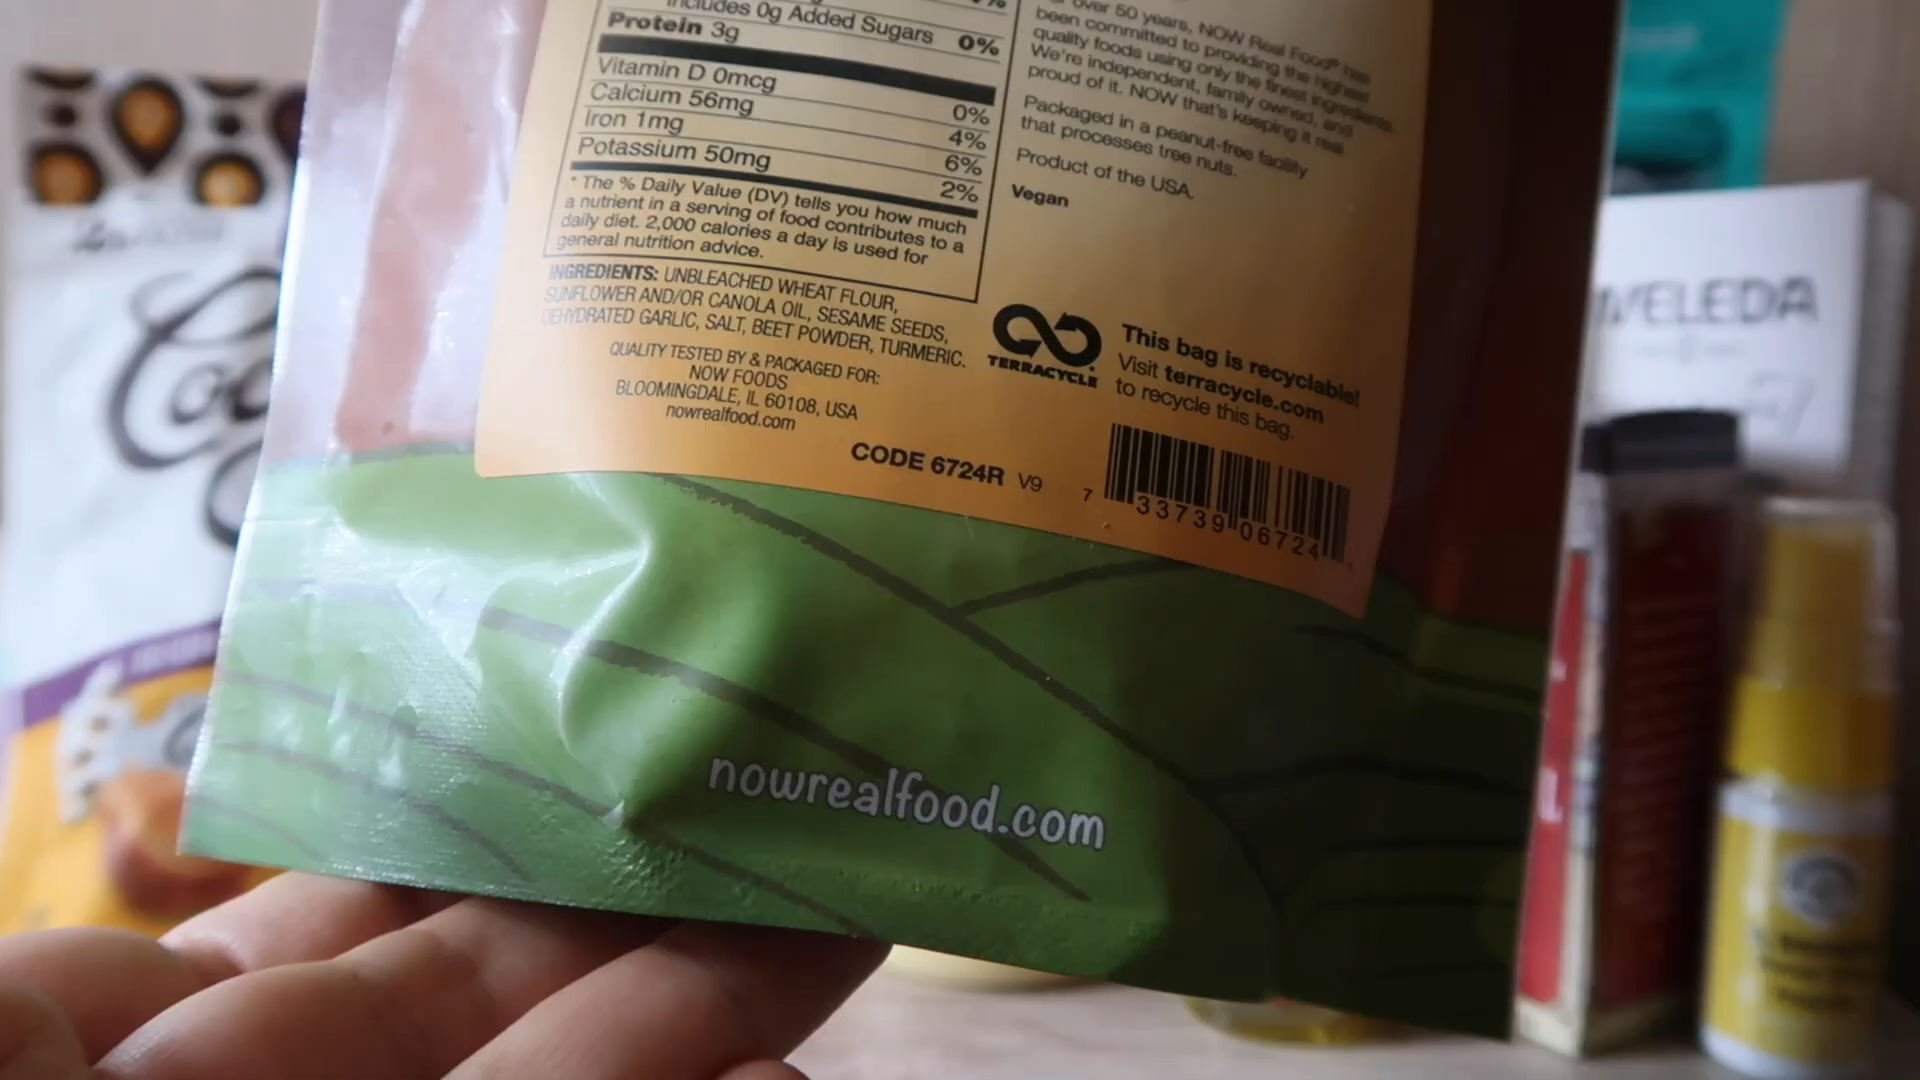 Includes 0g Added Sugars 0%
Protein 3g
Vitamin D 0mcg 0%
Calcium 56mg 4%
Iron 1mg 6%
Potassium 50mg 2%
* The % Daily Value (DV) tells you how much
a nutrient in a serving of food contributes to a
daily diet. 2,000 calories a day is used for
general nutrition advice.
INGREDIENTS: UNBLEACHED WHEAT FLOUR,
SUNFLOWER AND/OR CANOLA OIL, SESAME SEEDS,
DEHYDRATED GARLIC, SALT, BEET POWDER, TURMERIC.
QUALITY TESTED BY & PACKAGED FOR:
NOW FOODS
BLOOMINGDALE, IL 60108, USA
nowrealfood.com
CODE 6724R V9
over 50 years, NOW Real Food® has
been committed to providing the highest
quality foods using only the finest ingredients.
We're independent, family owned, and
proud of it. NOW that's keeping it real.
Packaged in a peanut-free facility
that processes tree nuts.
Product of the USA.
Vegan
TERRACYCLE
This bag is recyclable!
Visit terracycle.com
to recycle this bag.
7 33739 06724
nowrealfood.com
WELEDA